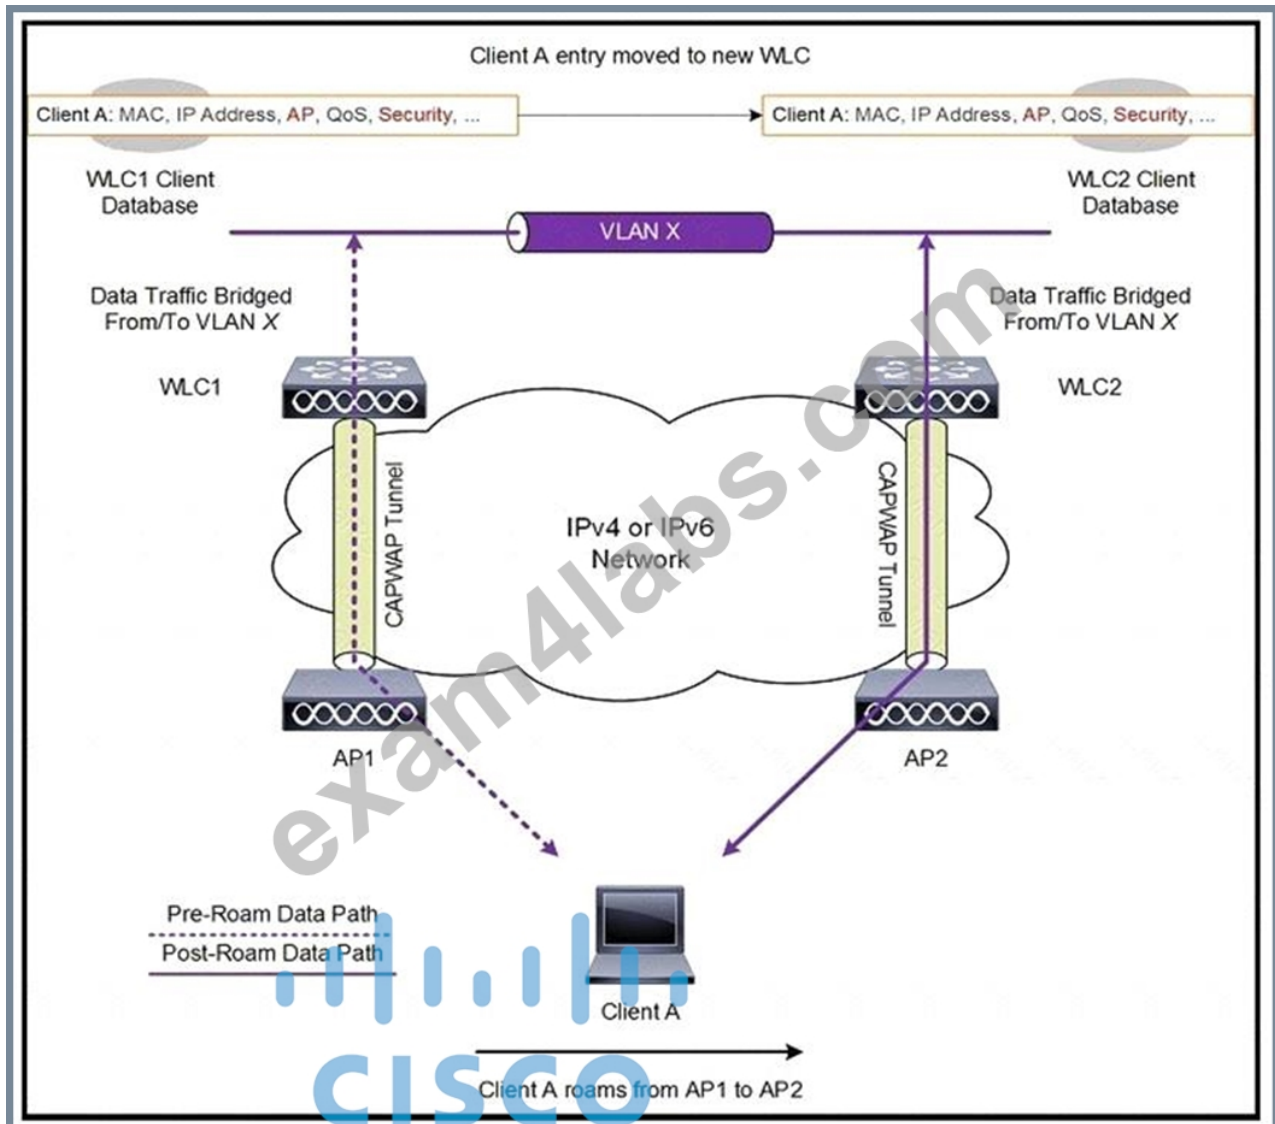 Client A entry moved to new WLC
Client A: MAC, IP Address, AP, QoS, Security, ...
Client A: MAC, IP Address, AP, QoS, Security, ...
WLC1 Client
Database
WLC2 Client
Database
VLAN X
Data Traffic Bridged
From/To VLAN X
Data Traffic Bridged
From/To VLAN X
WLC1
WLC2
CAPWAP Tunnel
IPv4 or IPv6
Network
CAPWAP Tunnel
AP1
AP2
exam4labs.com
Pre-Roam Data Path
Post-Roam Data Path
Client A
CISCO
Client A roams from AP1 to AP2